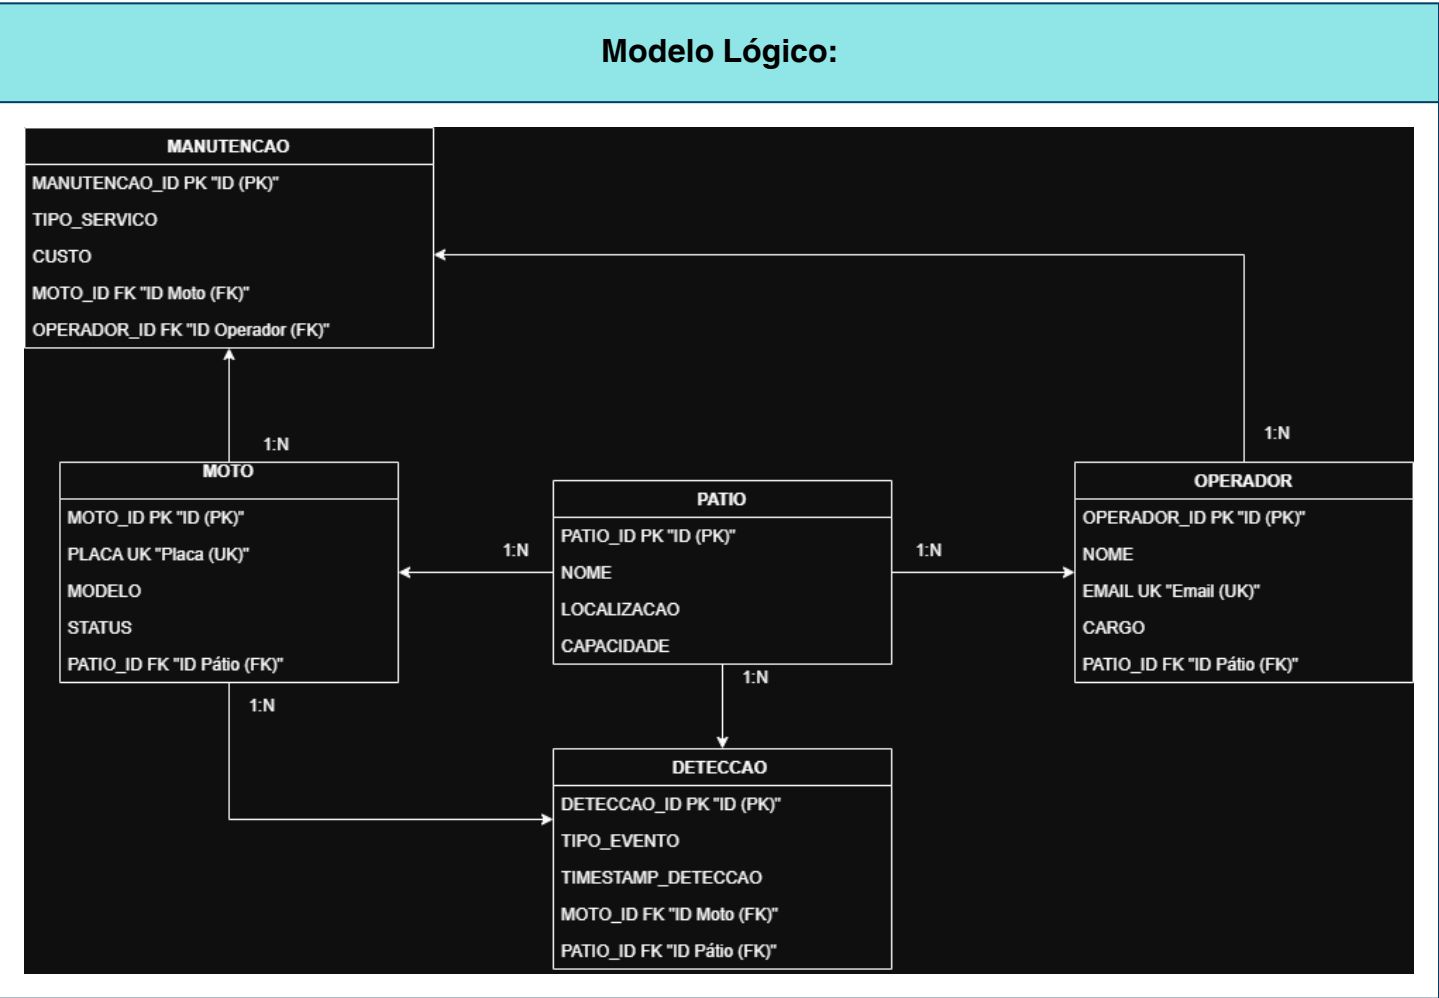 Modelo Lógico:
MANUTENCAO
MANUTENCAO_ID PK "ID (PK)"
TIPO_SERVICO
CUSTO
MOTO_ID FK "ID Moto (FK)"
OPERADOR_ID FK "ID Operador (FK)"
1:N
1:N
MOTO
MOTO_ID PK "ID (PK)"
PLACA UK "Placa (UK)"
MODELO
STATUS
PATIO_ID FK "ID Pátio (FK)"
1:N
1:N
PATIO
PATIO_ID PK "ID (PK)"
NOME
LOCALIZACAO
CAPACIDADE
1:N
1:N
OPERADOR
OPERADOR_ID PK "ID (PK)"
NOME
EMAIL UK "Email (UK)"
CARGO
PATIO_ID FK "ID Pátio (FK)"
DETECCAO
DETECCAO_ID PK "ID (PK)"
TIPO_EVENTO
TIMESTAMP_DETECCAO
MOTO_ID FK "ID Moto (FK)"
PATIO_ID FK "ID Pátio (FK)"